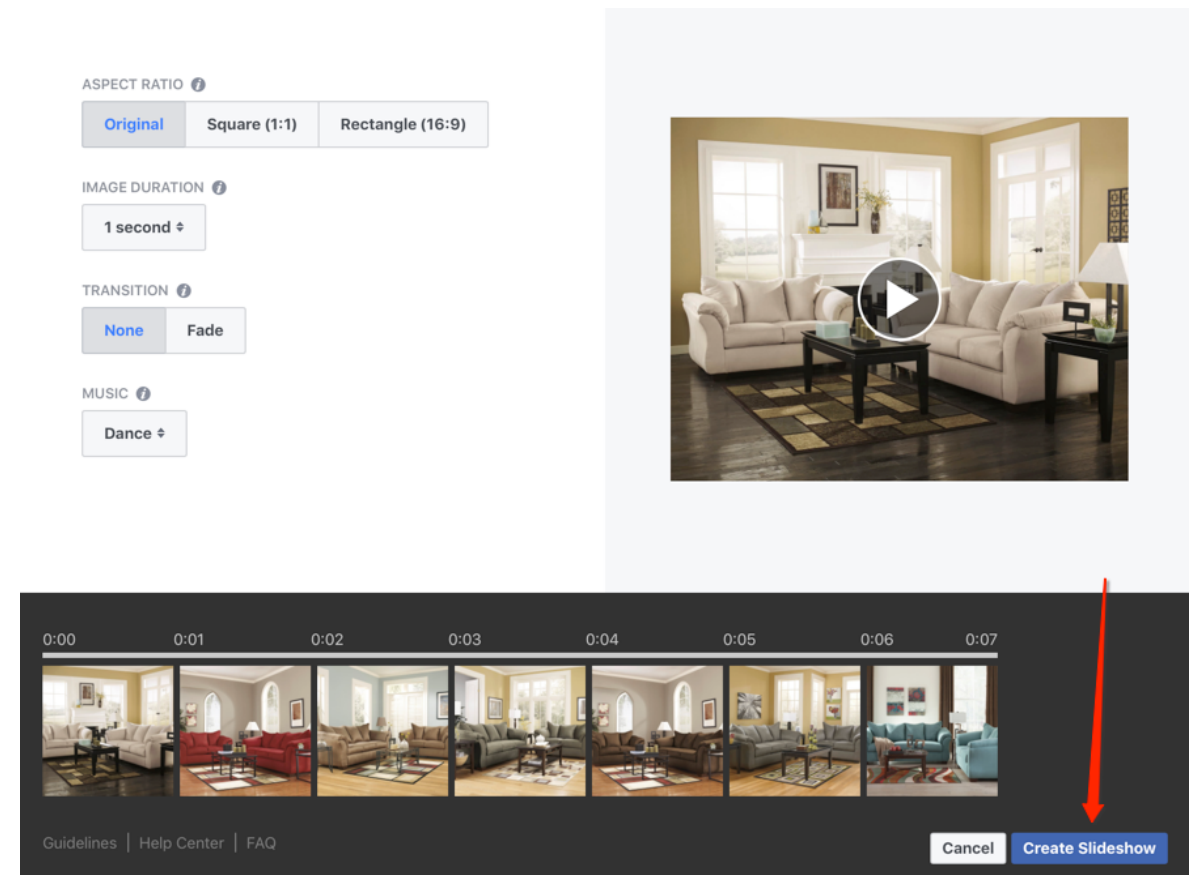 ASPECT RATIO
Original Square (1:1) Rectangle (16:9)
IMAGE DURATION
1 second
TRANSITION
None Fade
MUSIC
Dance
0:00 0:01 0:02 0:03 0:04 0:05 0:06 0:07
Guidelines | Help Center | FAQ
Cancel Create Slideshow